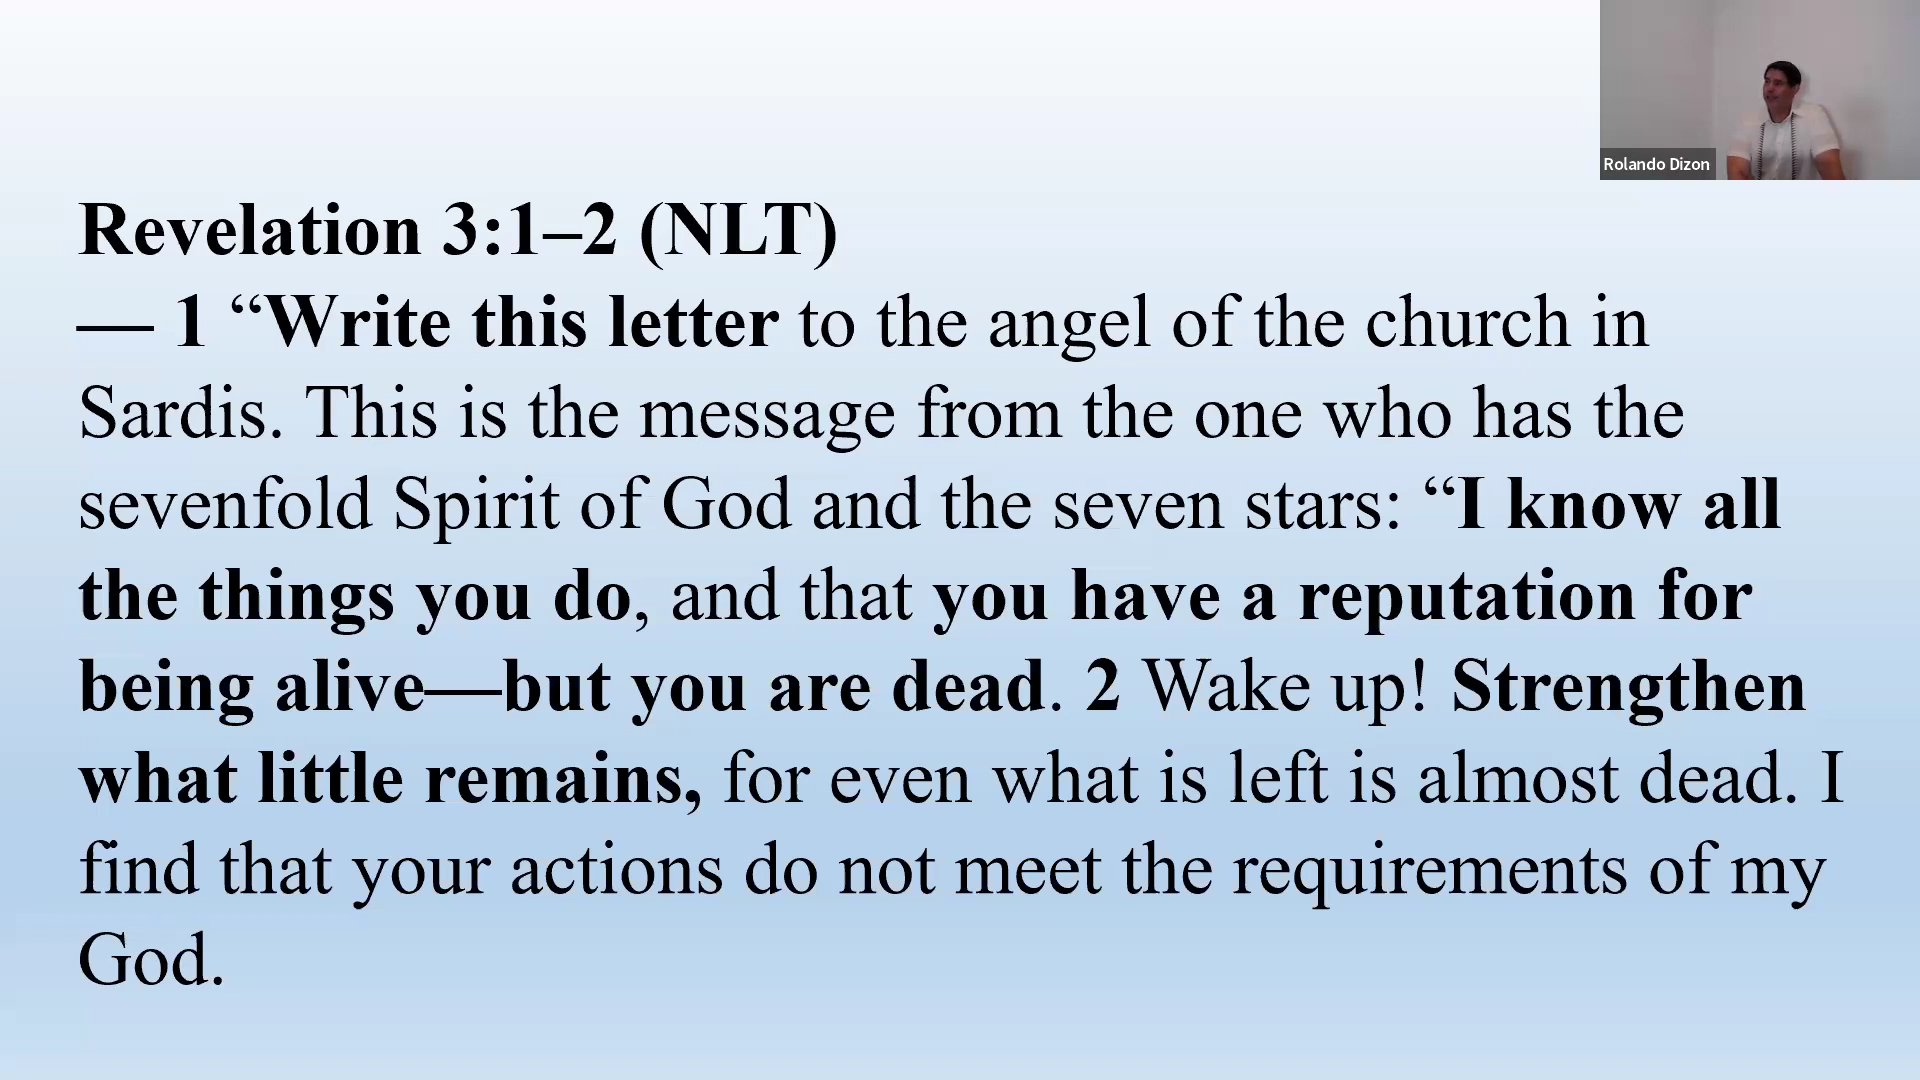 Rolando Dizon
Revelation 3:1–2 (NLT)
— 1 “Write this letter to the angel of the church in
Sardis. This is the message from the one who has the
sevenfold Spirit of God and the seven stars: “I know all
the things you do, and that you have a reputation for
being alive—but you are dead. 2 Wake up! Strengthen
what little remains, for even what is left is almost dead. I
find that your actions do not meet the requirements of my
God.